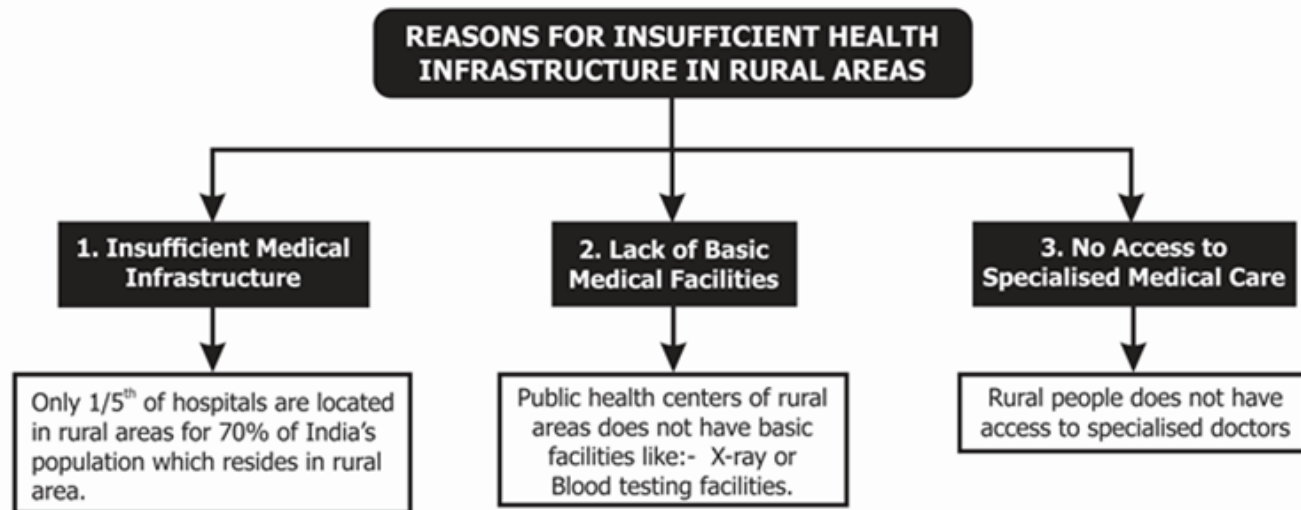 REASONS FOR INSUFFICIENT HEALTH
INFRASTRUCTURE IN RURAL AREAS
1. Insufficient Medical
Infrastructure
Only 1/5th of hospitals are located
in rural areas for 70% of India's
population which resides in rural
area.
2. Lack of Basic
Medical Facilities
Public health centers of rural
areas does not have basic
facilities like:- X-ray or
Blood testing facilities.
3. No Access to
Specialised Medical Care
Rural people does not have
access to specialised doctors